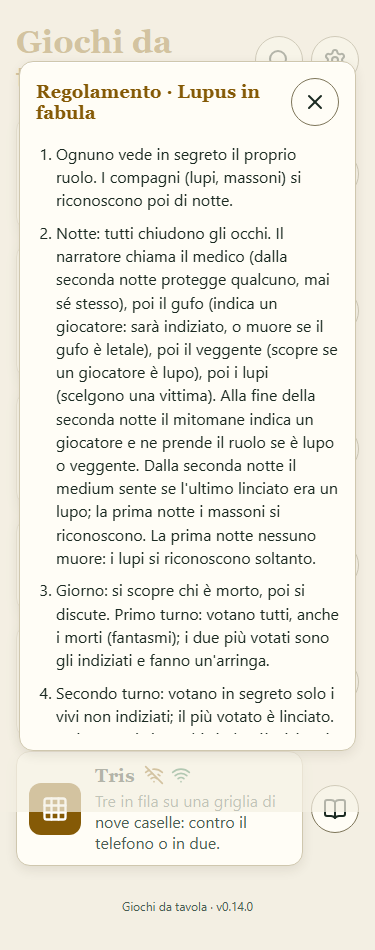 Giochi da
Regolamento · Lupus in
fabula
1. Ognuno vede in segreto il proprio
ruolo. I compagni (lupi, massoni) si
riconoscono poi di notte.
2. Notte: tutti chiudono gli occhi. Il
narratore chiama il medico (dalla
seconda notte protegge qualcuno, mai
sé stesso), poi il gufo (indica un
giocatore: sarà indiziato, o muore se il
gufo è letale), poi il veggente (scopre se
un giocatore è lupo), poi i lupi
(scelgono una vittima). Alla fine della
seconda notte il mitomane indica un
giocatore e ne prende il ruolo se è lupo
o veggente. Dalla seconda notte il
medium sente se l'ultimo linciato era un
lupo; la prima notte i massoni si
riconoscono. La prima notte nessuno
muore: i lupi si riconoscono soltanto.
3. Giorno: si scopre chi è morto, poi si
discute. Primo turno: votano tutti, anche
i morti (fantasmi); i due più votati sono
gli indiziati e fanno un'arringa.
4. Secondo turno: votano in segreto solo i
vivi non indiziati; il più votato è linciato.
Tris
Tre in fila su una griglia di
nove caselle: contro il
telefono o in due.
Giochi da tavola · v0.14.0